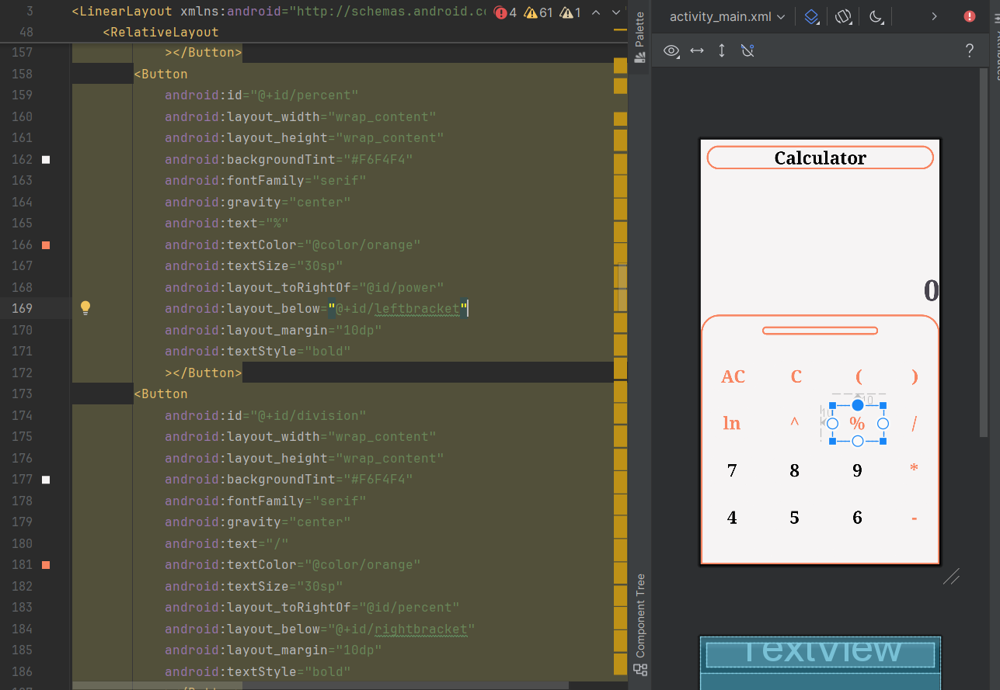 3 <LinearLayout xmlns:android="http://schemas.android.co 4 61 1
48 <RelativeLayout
157 ></Button>
158 <Button
159 android:id="@+id/percent"
160 android:layout_width="wrap_content"
161 android:layout_height="wrap_content"
162 android:backgroundTint="#F6F4F4"
163 android:fontFamily="serif"
164 android:gravity="center"
165 android:text="%"
166 android:textColor="@color/orange"
167 android:textSize="30sp"
168 android:layout_toRightOf="@id/power"
169 android:layout_below="@+id/leftbracket"
170 android:layout_margin="10dp"
171 android:textStyle="bold"
172 ></Button>
173 <Button
174 android:id="@+id/division"
175 android:layout_width="wrap_content"
176 android:layout_height="wrap_content"
177 android:backgroundTint="#F6F4F4"
178 android:fontFamily="serif"
179 android:gravity="center"
180 android:text="/"
181 android:textColor="@color/orange"
182 android:textSize="30sp"
183 android:layout_toRightOf="@id/percent"
184 android:layout_below="@+id/rightbracket"
185 android:layout_margin="10dp"
186 android:textStyle="bold"
Palette
Component Tree
activity_main.xml
?
Calculator
0
AC C ( )
10
ln ^ % /
7 8 9 *
4 5 6 -
TextView